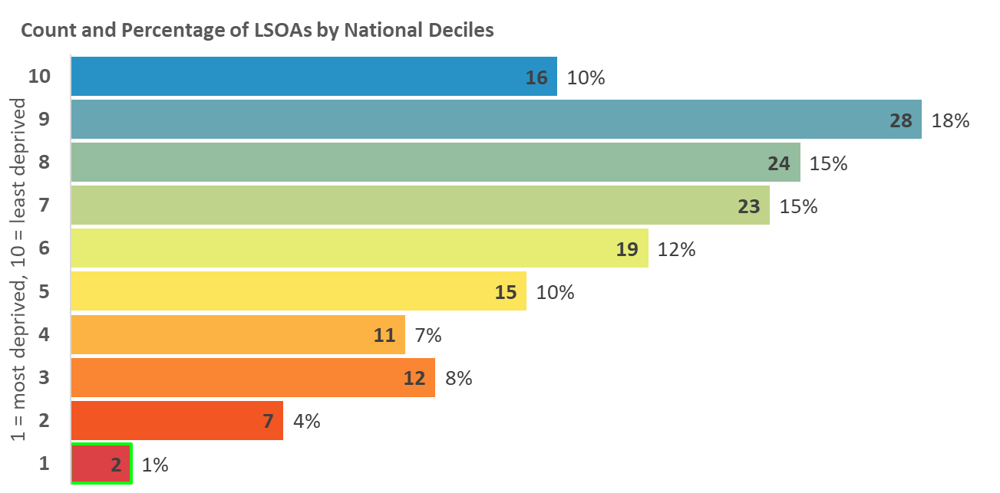 Count and Percentage of LSOAs by National Deciles
1 = most deprived, 10 = least deprived
10 16 10%
9 28 18%
8 24 15%
7 23 15%
6 19 12%
5 15 10%
4 11 7%
3 12 8%
2 7 4%
1 2 1%